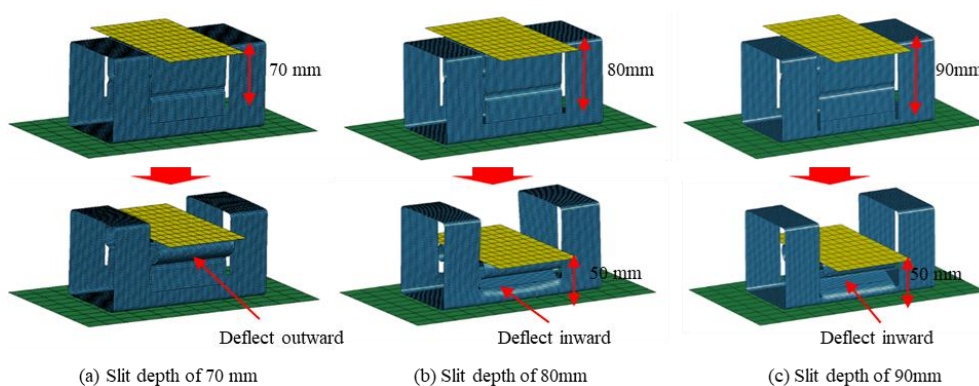 70 mm
80mm
90mm
50 mm
50 mm
Deflect outward
Deflect inward
Deflect inward
(a) Slit depth of 70 mm
(b) Slit depth of 80mm
(c) Slit depth of 90mm